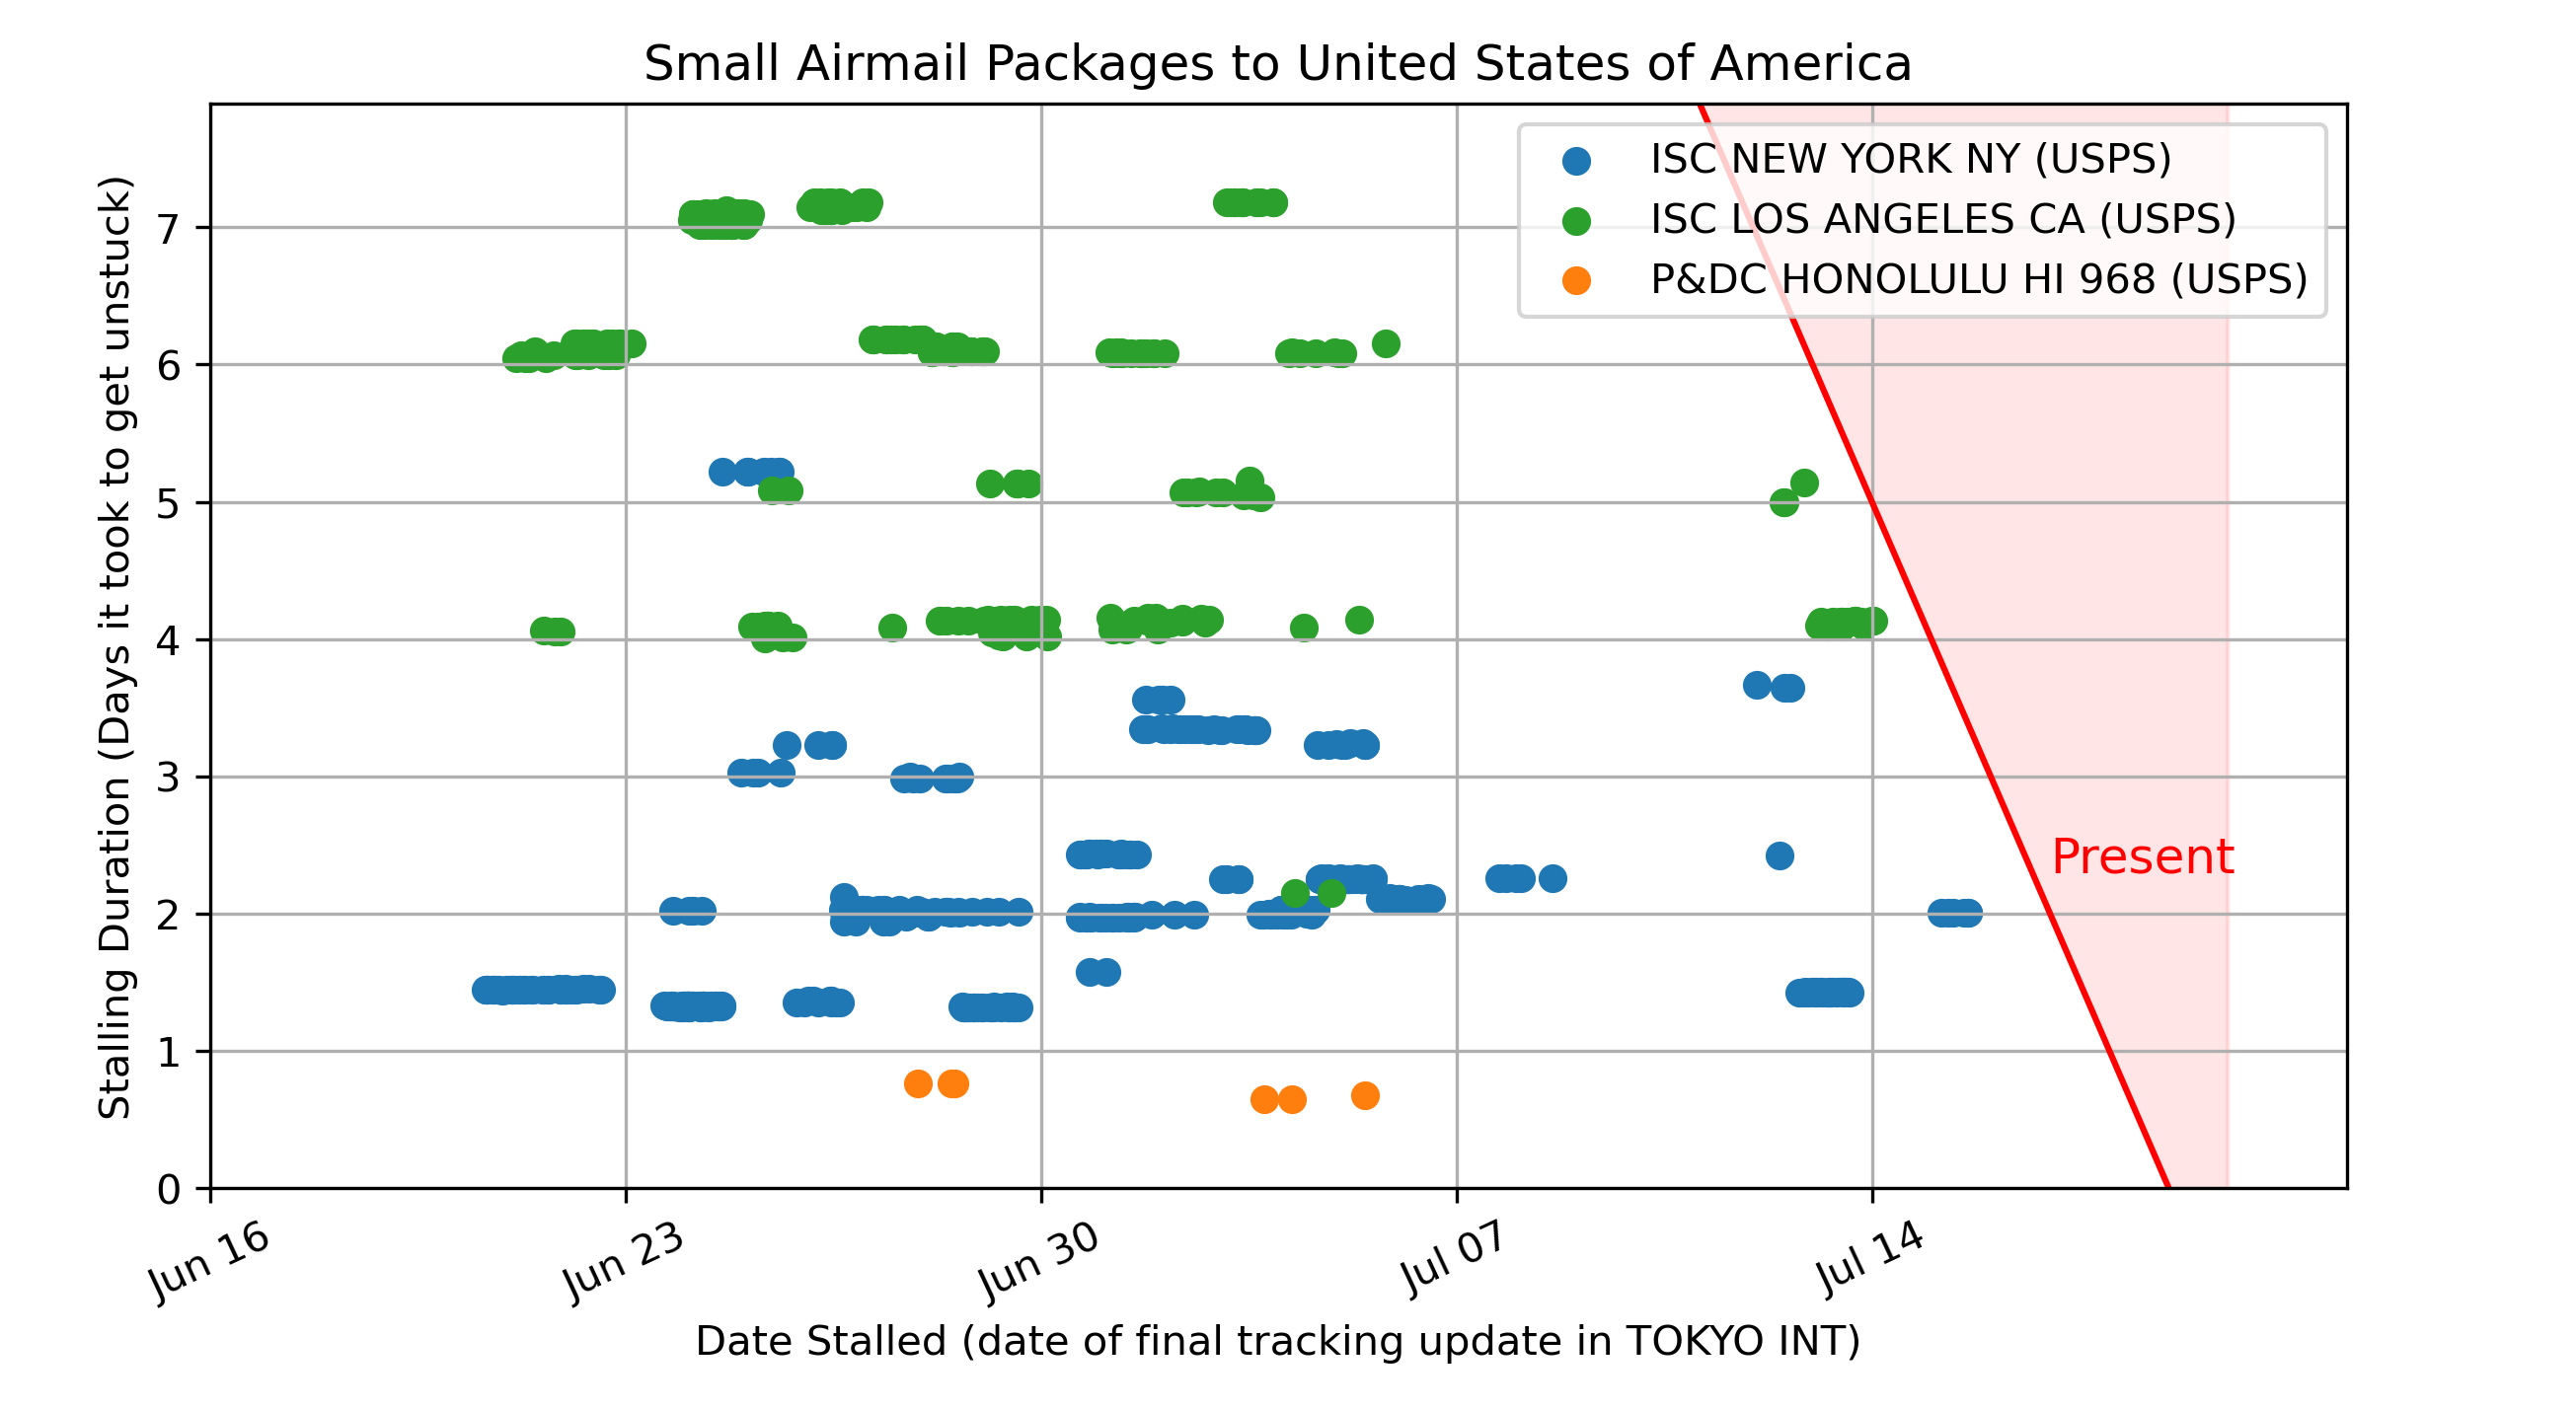 Small Airmail Packages to United States of America
ISC NEW YORK NY (USPS)
ISC LOS ANGELES CA (USPS)
P&DC HONOLULU HI 968 (USPS)
Stalling Duration (Days it took to get unstuck)
7
6
5
4
3
2
1
0
Present
Jun 16
Jun 23
Jun 30
Jul 07
Jul 14
Date Stalled (date of final tracking update in TOKYO INT)